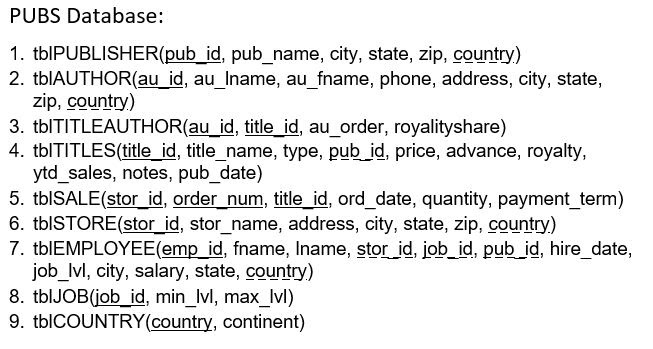 PUBS Database:
1. tblPUBLISHER(pub_id, pub_name, city, state, zip, country)
2. tblAUTHOR(au_id, au_lname, au_fname, phone, address, city, state,
zip, country)
3. tblTITLEAUTHOR(au_id, title_id, au_order, royalityshare)
4. tblTITLES(title_id, title_name, type, pub_id, price, advance, royalty,
ytd_sales, notes, pub_date)
5. tblSALE(stor_id, order_num, title_id, ord_date, quantity, payment_term)
6. tblSTORE(stor_id, stor_name, address, city, state, zip, country)
7. tblEMPLOYEE(emp_id, fname, lname, stor_id, job_id, pub_id, hire_date,
job_lvl, city, salary, state, country)
8. tblJOB(job_id, min_lvl, max_lvl)
9. tblCOUNTRY(country, continent)